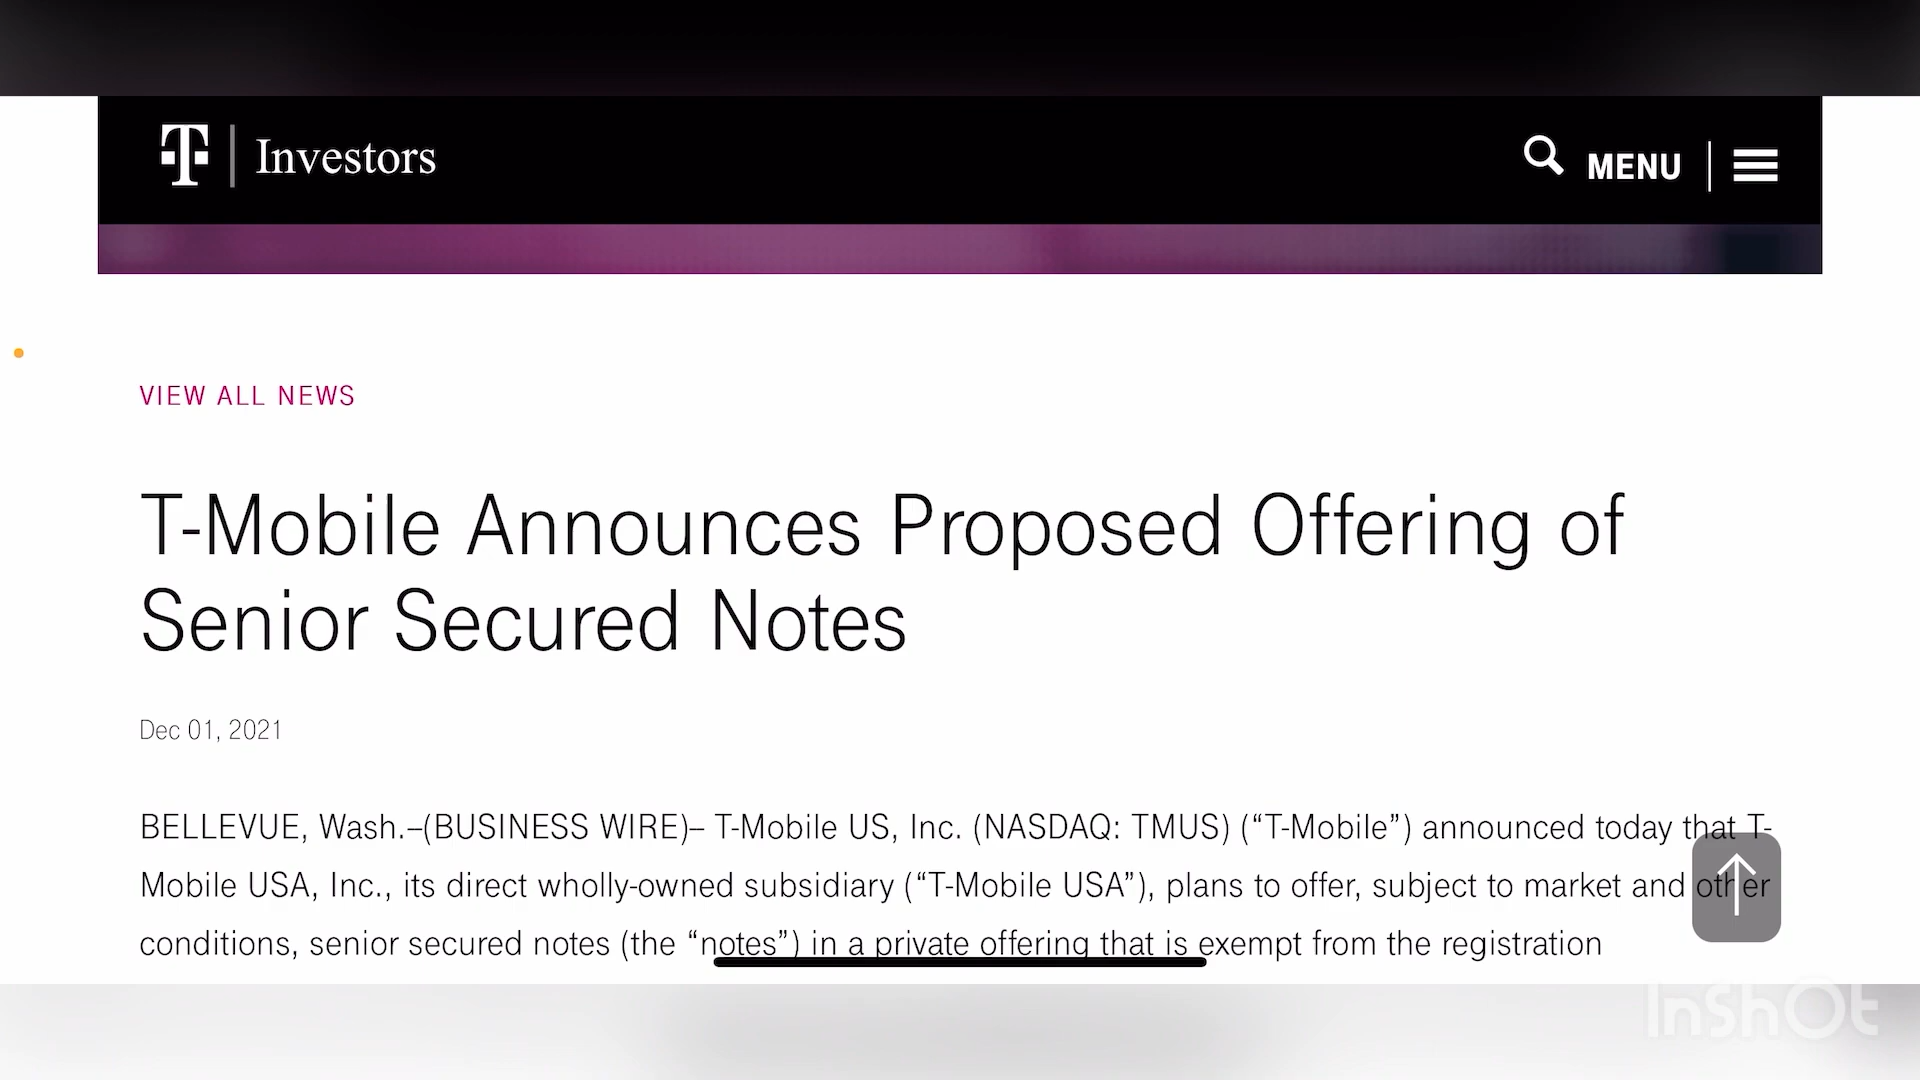 T | Investors
MENU
VIEW ALL NEWS
T-Mobile Announces Proposed Offering of
Senior Secured Notes
Dec 01, 2021
BELLEVUE, Wash.–(BUSINESS WIRE)– T-Mobile US, Inc. (NASDAQ: TMUS) (“T-Mobile”) announced today that T-
Mobile USA, Inc., its direct wholly-owned subsidiary (“T-Mobile USA”), plans to offer, subject to market and other
conditions, senior secured notes (the “notes”) in a private offering that is exempt from the registration
InShOt